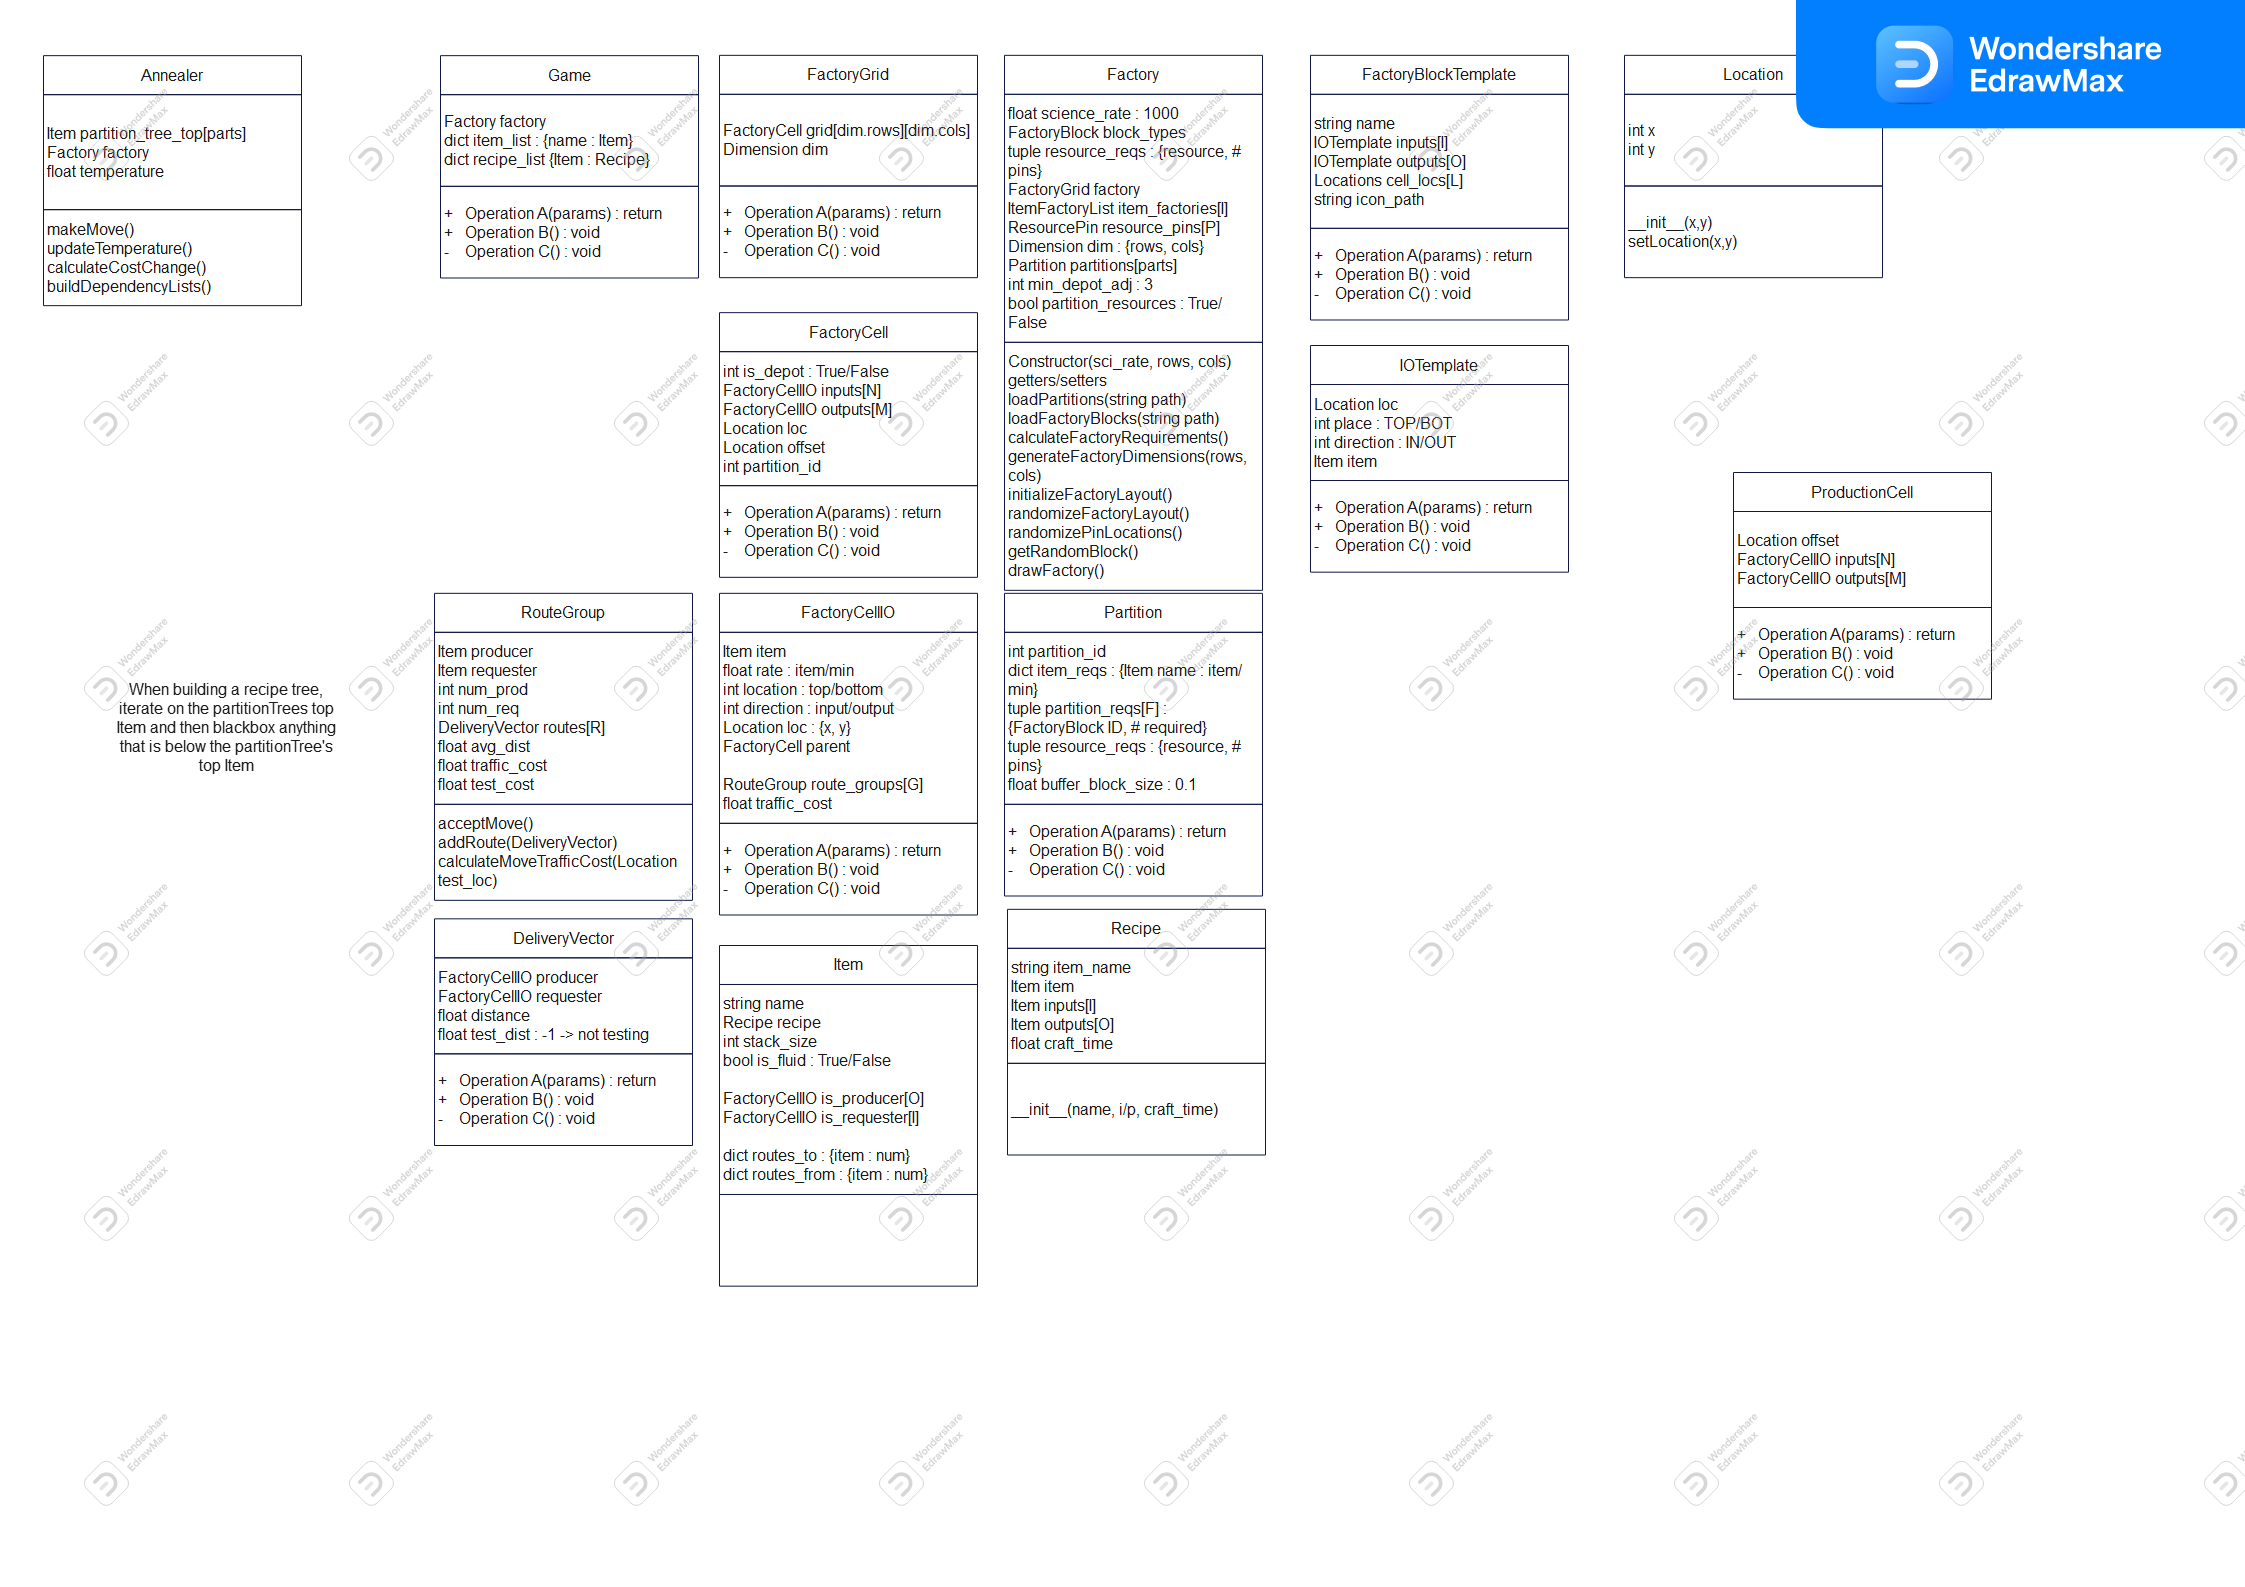 Wondershare
EdrawMax
Annealer
Item partition_tree_top[parts]
Factory factory
float temperature
makeMove()
updateTemperature()
calculateCostChange()
buildDependencyLists()
Game
Factory factory
dict item_list : {name : Item}
dict recipe_list {Item : Recipe}
+ Operation A(params) : return
+ Operation B() : void
- Operation C() : void
FactoryGrid
FactoryCell grid[dim.rows][dim.cols]
Dimension dim
+ Operation A(params) : return
+ Operation B() : void
- Operation C() : void
Factory
float science_rate : 1000
FactoryBlock block_types
tuple resource_reqs : {resource, #
pins}
FactoryGrid factory
ItemFactoryList item_factories[I]
ResourcePin resource_pins[P]
Dimension dim : {rows, cols}
Partition partitions[parts]
int min_depot_adj : 3
bool partition_resources : True/
False
Constructor(sci_rate, rows, cols)
getters/setters
loadPartitions(string path)
loadFactoryBlocks(string path)
calculateFactoryRequirements()
generateFactoryDimensions(rows,
cols)
initializeFactoryLayout()
randomizeFactoryLayout()
randomizePinLocations()
getRandomBlock()
drawFactory()
FactoryBlockTemplate
string name
IOTemplate inputs[I]
IOTemplate outputs[O]
Locations cell_locs[L]
string icon_path
+ Operation A(params) : return
+ Operation B() : void
- Operation C() : void
Location
int x
int y
__init__(x,y)
setLocation(x,y)
FactoryCell
int is_depot : True/False
FactoryCellIO inputs[N]
FactoryCellIO outputs[M]
Location loc
Location offset
int partition_id
+ Operation A(params) : return
+ Operation B() : void
- Operation C() : void
IOTemplate
Location loc
int place : TOP/BOT
int direction : IN/OUT
Item item
+ Operation A(params) : return
+ Operation B() : void
- Operation C() : void
ProductionCell
Location offset
FactoryCellIO inputs[N]
FactoryCellIO outputs[M]
+ Operation A(params) : return
+ Operation B() : void
- Operation C() : void
When building a recipe tree,
iterate on the partitionTrees top
Item and then blackbox anything
that is below the partitionTree's
top Item
RouteGroup
Item producer
Item requester
int num_prod
int num_req
DeliveryVector routes[R]
float avg_dist
float traffic_cost
float test_cost
acceptMove()
addRoute(DeliveryVector)
calculateMoveTrafficCost(Location
test_loc)
FactoryCellIO
Item item
float rate : item/min
int location : top/bottom
int direction : input/output
Location loc : {x, y}
FactoryCell parent
RouteGroup route_groups[G]
float traffic_cost
+ Operation A(params) : return
+ Operation B() : void
- Operation C() : void
Partition
int partition_id
dict item_reqs : {Item name : item/
min}
tuple partition_reqs[F] :
{FactoryBlock ID, # required}
tuple resource_reqs : {resource, #
pins}
float buffer_block_size : 0.1
+ Operation A(params) : return
+ Operation B() : void
- Operation C() : void
DeliveryVector
FactoryCellIO producer
FactoryCellIO requester
float distance
float test_dist : -1 -> not testing
+ Operation A(params) : return
+ Operation B() : void
- Operation C() : void
Item
string name
Recipe recipe
int stack_size
bool is_fluid : True/False
FactoryCellIO is_producer[O]
FactoryCellIO is_requester[I]
dict routes_to : {item : num}
dict routes_from : {item : num}
Recipe
string item_name
Item item
Item inputs[I]
Item outputs[O]
float craft_time
__init__(name, i/p, craft_time)